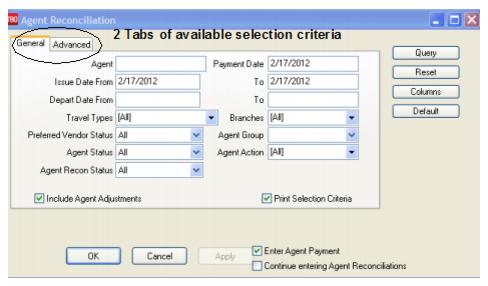 TBO Agent Reconciliation
2 Tabs of available selection criteria
General Advanced
Agent Payment Date 2/17/2012
Issue Date From 2/17/2012 To 2/17/2012
Depart Date From To
Travel Types [All] Branches [All]
Preferred Vendor Status All Agent Group
Agent Status All Agent Action [All]
Agent Recon Status All
Include Agent Adjustments Print Selection Criteria
Query
Reset
Columns
Default
OK Cancel Apply Enter Agent Payment
Continue entering Agent Reconciliations